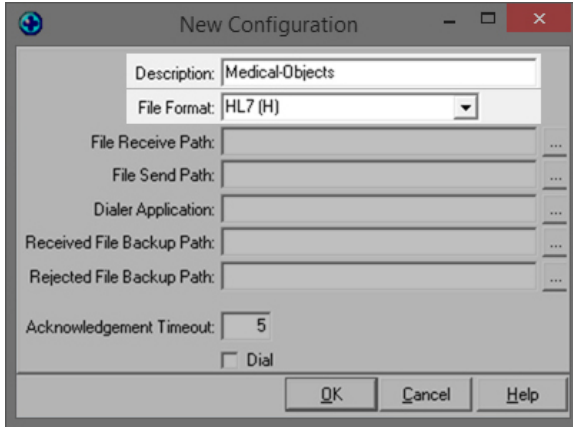 New Configuration
Description: Medical-Objects
File Format: HL7 (H)
File Receive Path: ...
File Send Path: ...
Dialer Application: ...
Received File Backup Path: ...
Rejected File Backup Path: ...
Acknowledgement Timeout: 5
Dial
OK Cancel Help